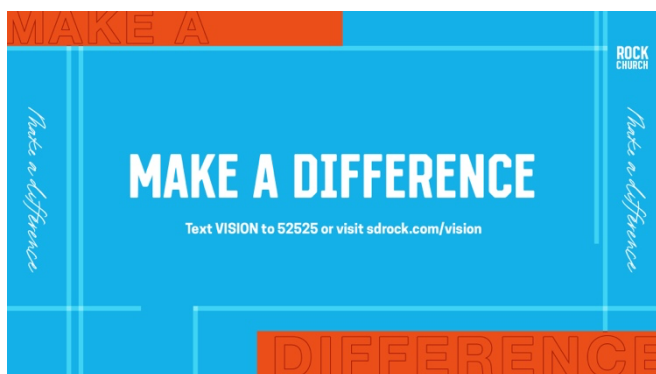 MAKE A
ROCK
CHURCH
Make a difference
MAKE A DIFFERENCE
Text VISION to 52525 or visit sdrock.com/vision
Make a difference
DIFFERENCE